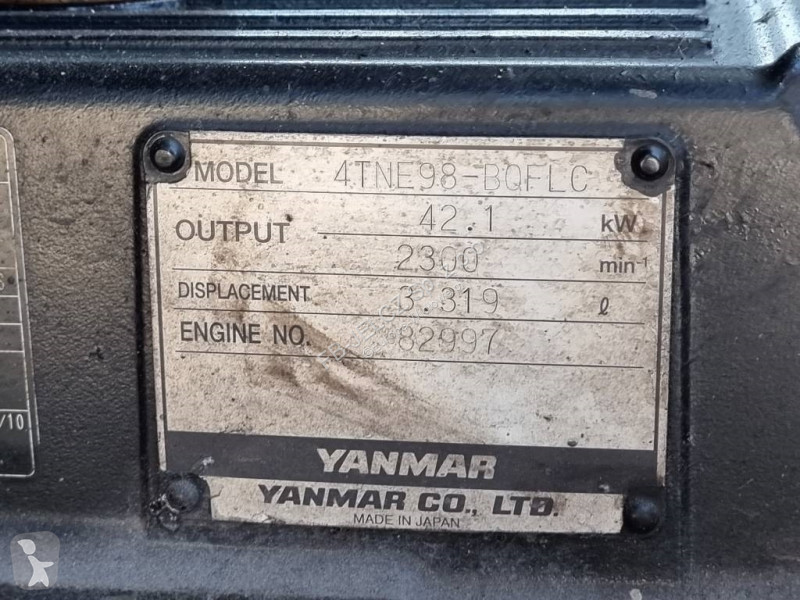 MODEL 4TNE98-BQFLC
OUTPUT 42.1 kW
2300 min-1
DISPLACEMENT 3.319 ℓ
ENGINE NO. 82997
/10
YANMAR
YANMAR CO., LTD.
MADE IN JAPAN